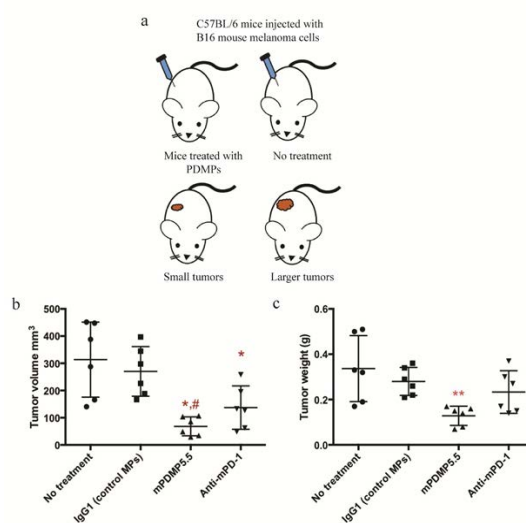 a
C57BL/6 mice injected with
B16 mouse melanoma cells
Mice treated with
PDMPs
No treatment
Small tumors
Larger tumors
b
Tumor volume mm³
500
400
300
200
100
0
*,#
*
No treatment
IgG1 (control MPs)
mPDMP5.5
Anti-mPD-1
c
Tumor weight (g)
0.6
0.4
0.2
0.0
**
No treatment
IgG1 (control MPs)
mPDMP5.5
Anti-mPD-1